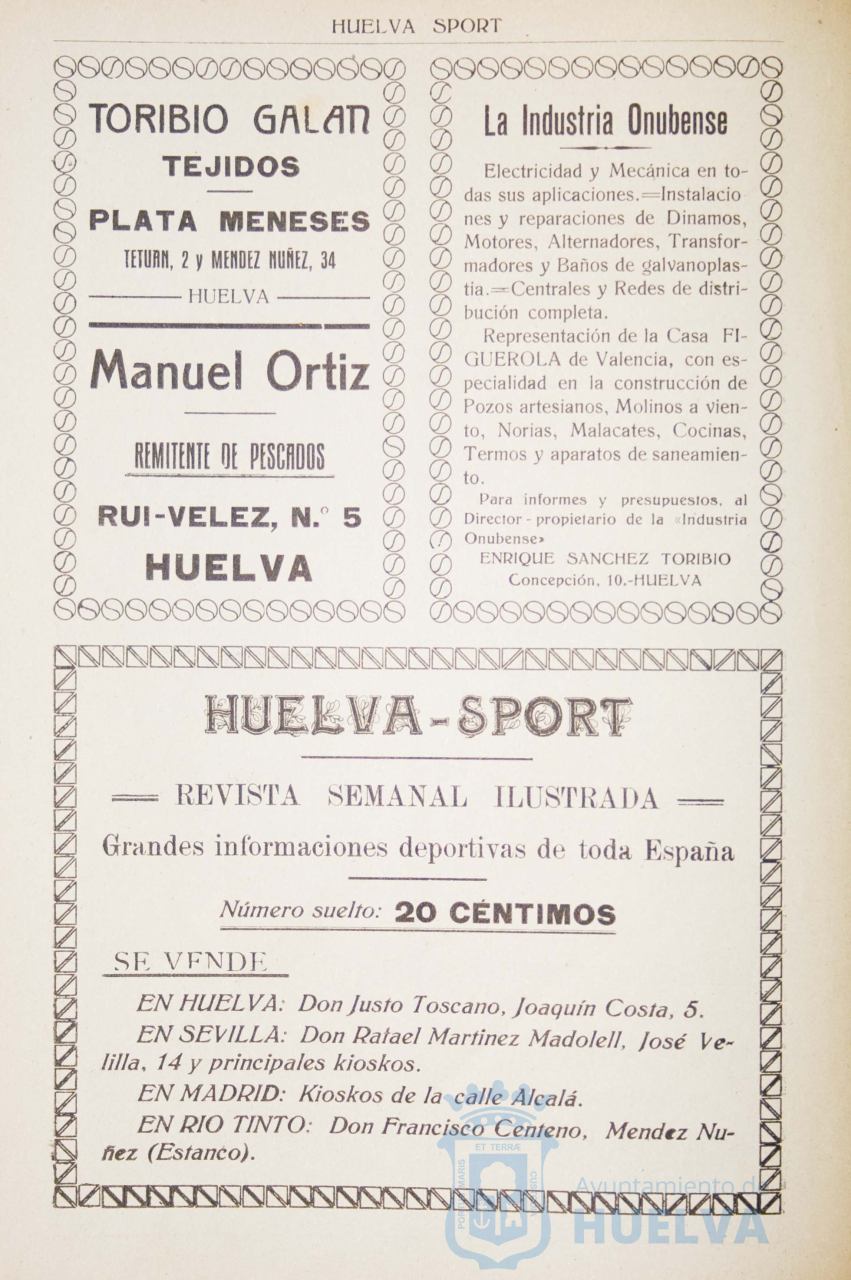 HUELVA SPORT
TORIBIO GALAN
TEJIDOS
PLATA MENESES
TETUAN, 2 y MENDEZ NUÑEZ, 34
HUELVA
Manuel Ortiz
REMITENTE DE PESCADOS
RUI-VELEZ, N.º 5
HUELVA
La Industria Onubense
Electricidad y Mecánica en to-
das sus aplicaciones.=Instalacio
nes y reparaciones de Dinamos,
Motores, Alternadores, Transfor-
madores y Baños de galvanoplas-
tia.=Centrales y Redes de distri-
bución completa.
Representación de la Casa FI-
GUEROLA de Valencia, con es-
pecialidad en la construcción de
Pozos artesianos, Molinos a vien-
to, Norias, Malacates, Cocinas,
Termos y aparatos de saneamien-
to.
Para informes y presupuestos, al
Director-propietario de la «Industria
Onubense»
ENRIQUE SANCHEZ TORIBIO
Concepción, 10.-HUELVA
HUELVA-SPORT
REVISTA SEMANAL ILUSTRADA
Grandes informaciones deportivas de toda España
Número suelto: 20 CÉNTIMOS
SE VENDE
EN HUELVA: Don Justo Toscano, Joaquín Costa, 5.
EN SEVILLA: Don Rafael Martinez Madolell, José Ve-
lilla, 14 y principales kioskos.
EN MADRID: Kioskos de la calle Alcalá.
EN RIO TINTO: Don Francisco Centeno, Mendez Nu-
ñez (Estanco).
PORTUS MARIS ET TERRÆ CUSTODIA
Ayuntamiento de
HUELVA